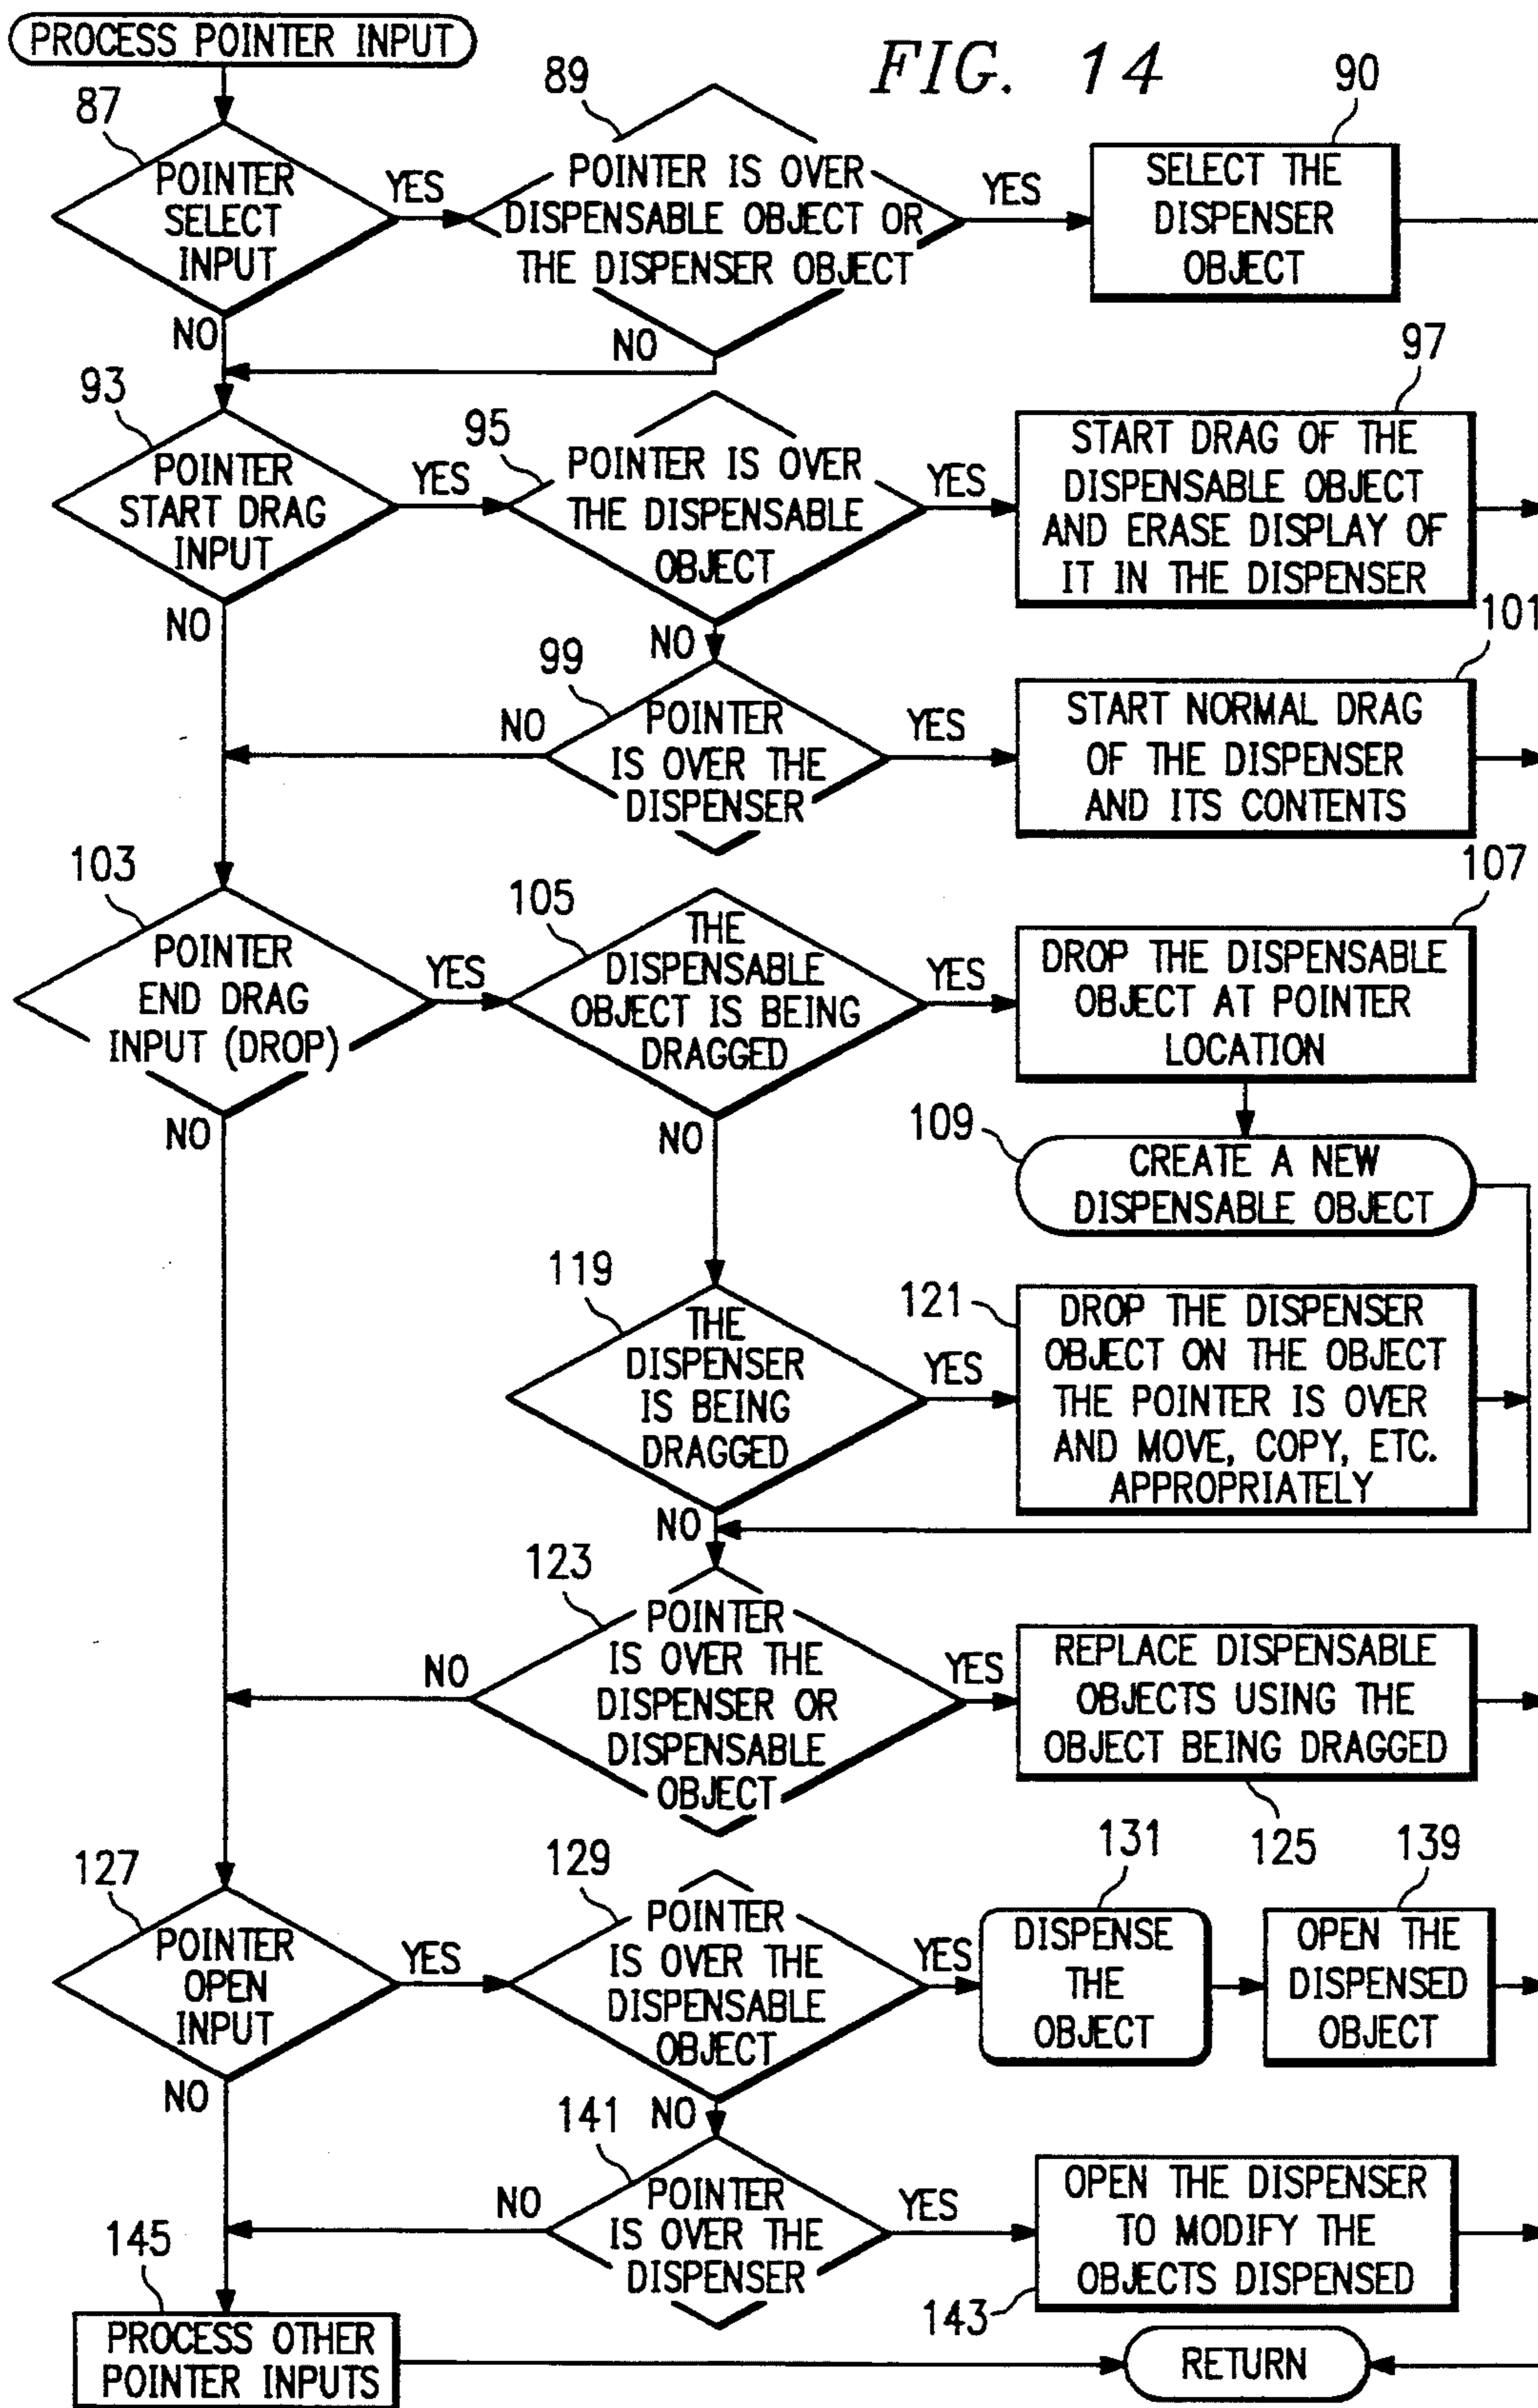 PROCESS POINTER INPUT
FIG. 14
87
POINTER
SELECT
INPUT
YES
NO
89
POINTER IS OVER
DISPENSABLE OBJECT OR
THE DISPENSER OBJECT
YES
NO
90
SELECT THE
DISPENSER
OBJECT
93
POINTER
START DRAG
INPUT
YES
NO
95
POINTER IS OVER
THE DISPENSABLE
OBJECT
YES
NO
97
START DRAG OF THE
DISPENSABLE OBJECT
AND ERASE DISPLAY OF
IT IN THE DISPENSER
99
POINTER
IS OVER THE
DISPENSER
NO
YES
101
START NORMAL DRAG
OF THE DISPENSER
AND ITS CONTENTS
103
POINTER
END DRAG
INPUT (DROP)
YES
NO
105
THE
DISPENSABLE
OBJECT IS BEING
DRAGGED
YES
NO
107
DROP THE DISPENSABLE
OBJECT AT POINTER
LOCATION
109
CREATE A NEW
DISPENSABLE OBJECT
119
THE
DISPENSER
IS BEING
DRAGGED
YES
NO
121
DROP THE DISPENSER
OBJECT ON THE OBJECT
THE POINTER IS OVER
AND MOVE, COPY, ETC.
APPROPRIATELY
123
POINTER
IS OVER THE
DISPENSER OR
DISPENSABLE
OBJECT
NO
YES
REPLACE DISPENSABLE
OBJECTS USING THE
OBJECT BEING DRAGGED
125
127
POINTER
OPEN
INPUT
YES
NO
129
POINTER
IS OVER THE
DISPENSABLE
OBJECT
YES
NO
131
DISPENSE
THE
OBJECT
139
OPEN THE
DISPENSED
OBJECT
141
POINTER
IS OVER THE
DISPENSER
NO
YES
OPEN THE DISPENSER
TO MODIFY THE
OBJECTS DISPENSED
143
145
PROCESS OTHER
POINTER INPUTS
RETURN